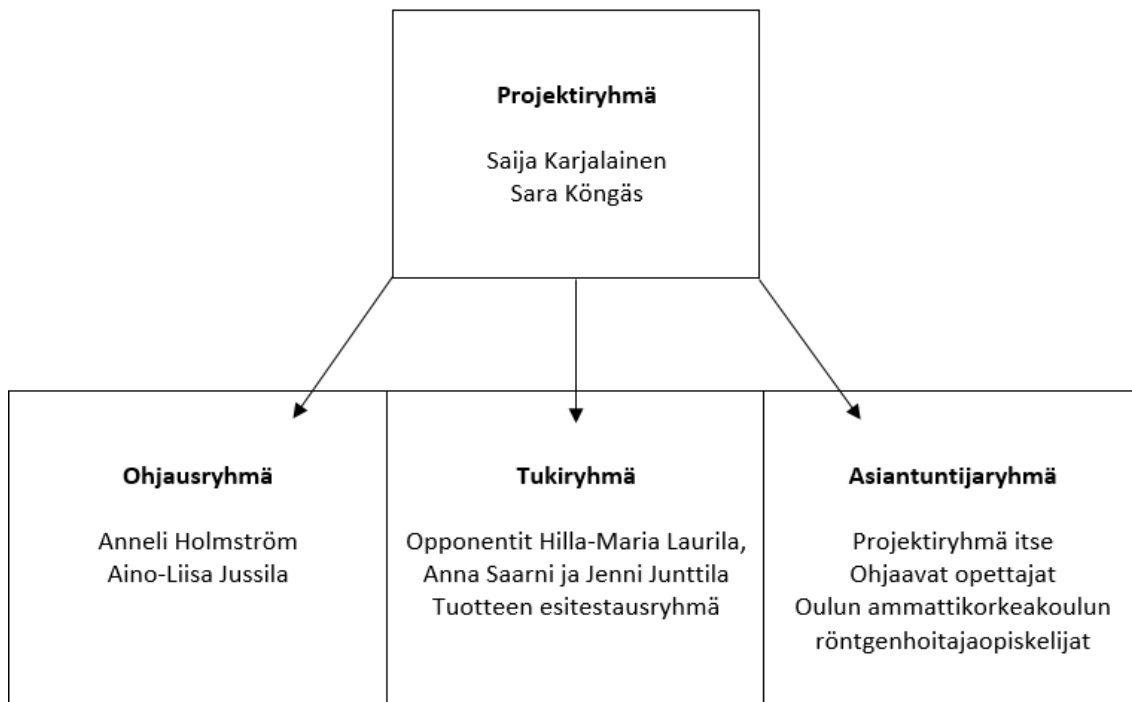 Projektiryhmä
Saija Karjalainen
Sara Köngäs
Ohjausryhmä
Anneli Holmström
Aino-Liisa Jussila
Tukiryhmä
Opponentit Hilla-Maria Laurila,
Anna Saarni ja Jenni Junttila
Tuotteen esitestausryhmä
Asiantuntijaryhmä
Projektiryhmä itse
Ohjaavat opettajat
Oulun ammattikorkeakoulun
röntgenhoitajaopiskelijat